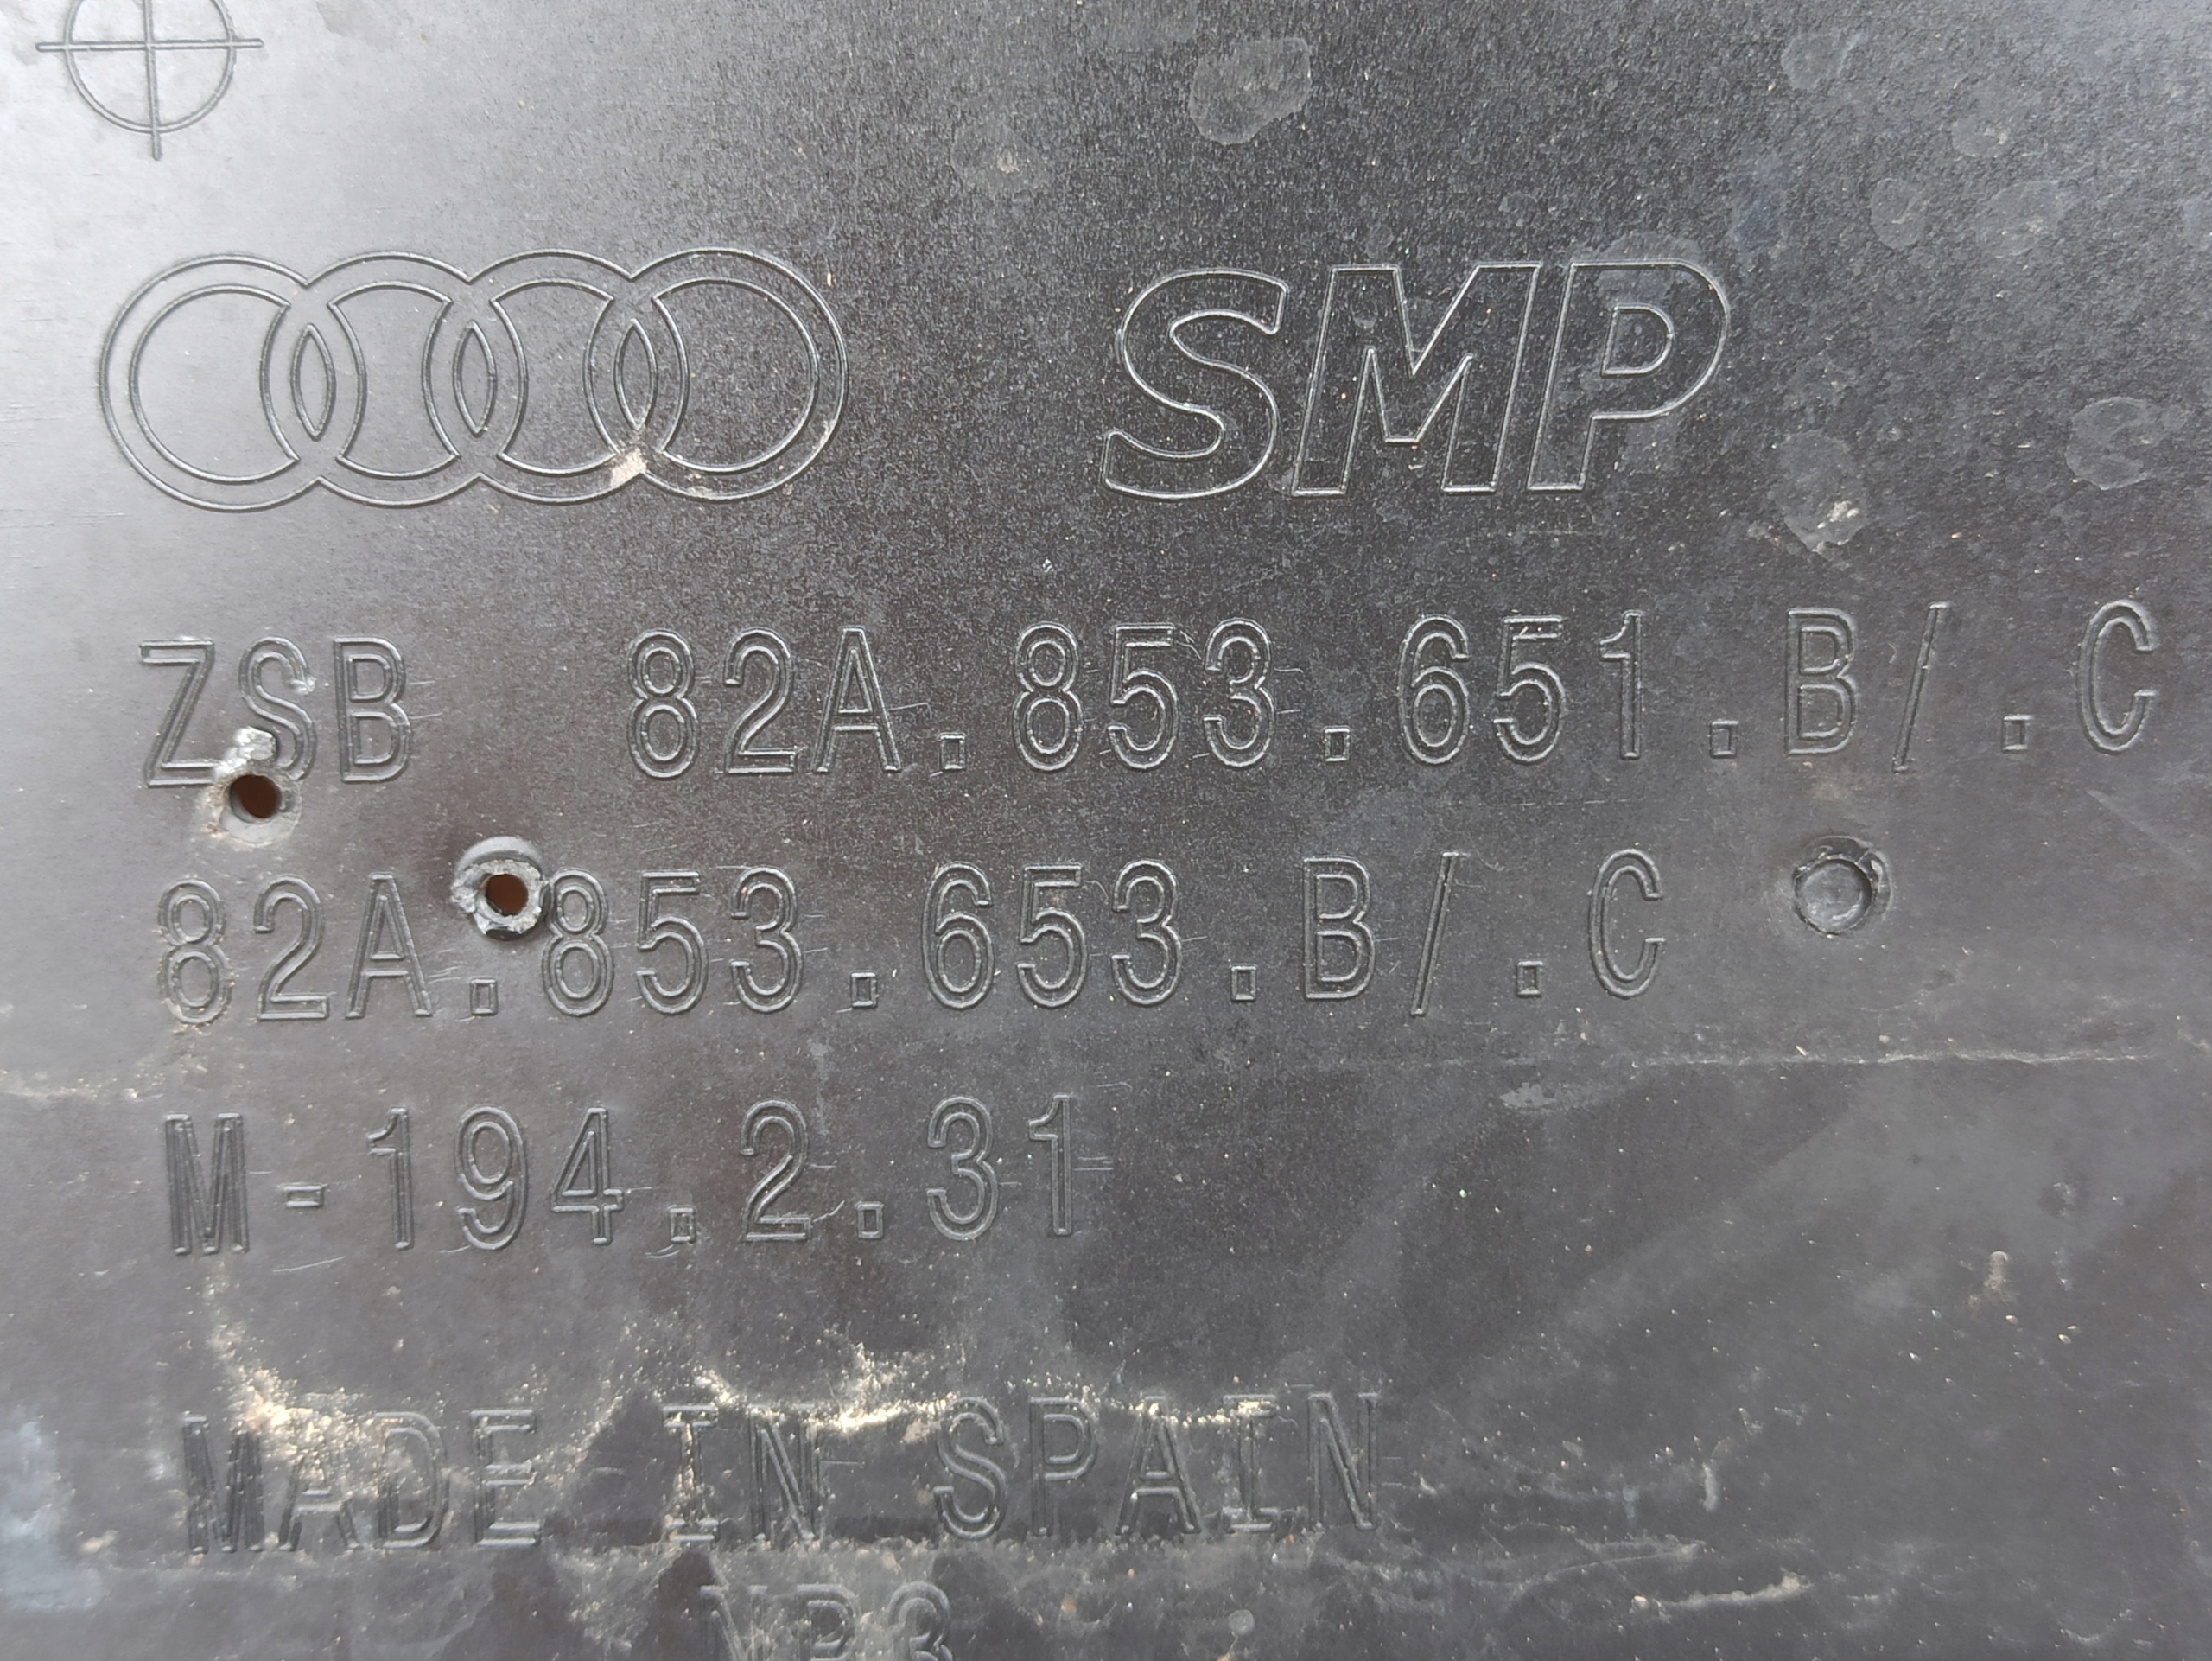 SMP
ZSB 82A.853.651.B/.C
82A.853.653.B/.C
M-194.2.31
MADE IN SPAIN